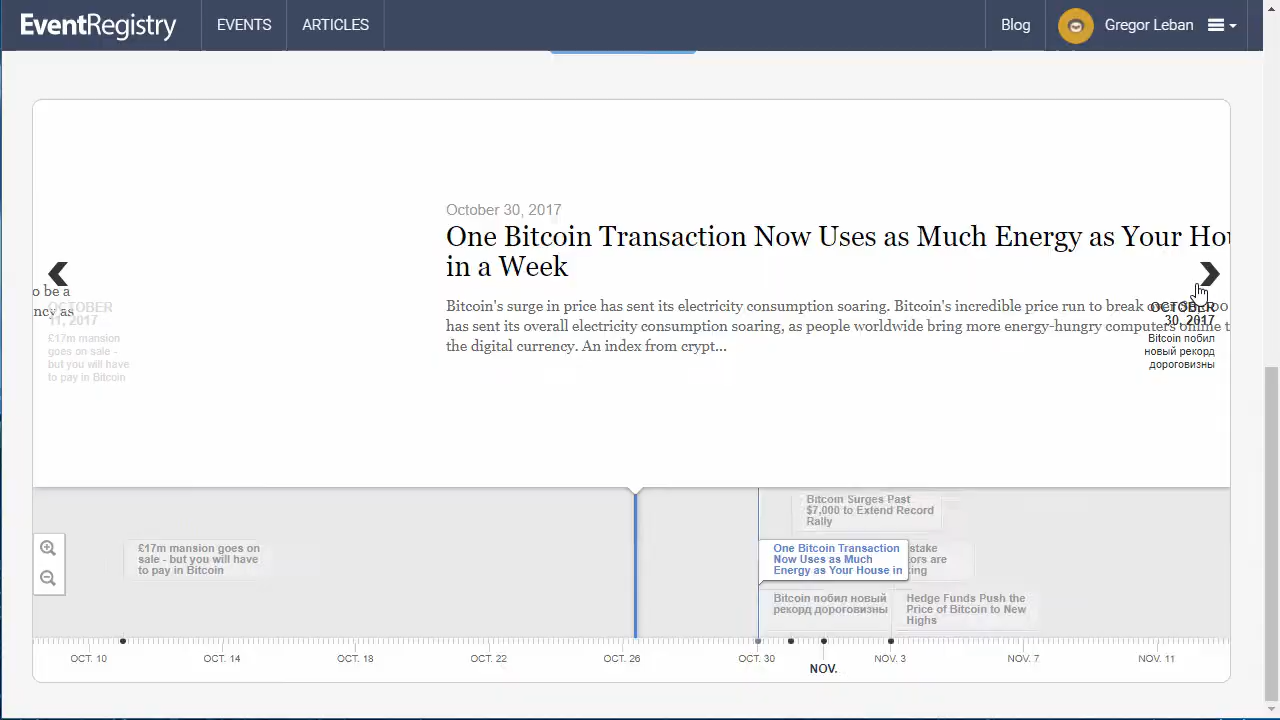 EventRegistry
EVENTS
ARTICLES
Blog
Gregor Leban
October 30, 2017
One Bitcoin Transaction Now Uses as Much Energy as Your Hou
in a Week
o be a
ncy as
OCTOBER
11, 2017
£17m mansion
goes on sale -
but you will have
to pay in Bitcoin
Bitcoin's surge in price has sent its electricity consumption soaring. Bitcoin's incredible price run to break over
has sent its overall electricity consumption soaring, as people worldwide bring more energy-hungry computers online t
the digital currency. An index from crypt...
OCTOBER
30, 2017
Bitcoin побил
новый рекорд
дороговизны
Bitcoin Surges Past
$7,000 to Extend Record
Rally
£17m mansion goes on
sale - but you will have
to pay in Bitcoin
One Bitcoin Transaction
Now Uses as Much
Energy as Your House in
stake
ors are
king
Bitcoin побил новый
рекорд дороговизны
Hedge Funds Push the
Price of Bitcoin to New
Highs
OCT. 10
OCT. 14
OCT. 18
OCT. 22
OCT. 26
OCT. 30
NOV.
NOV. 3
NOV. 7
NOV. 11